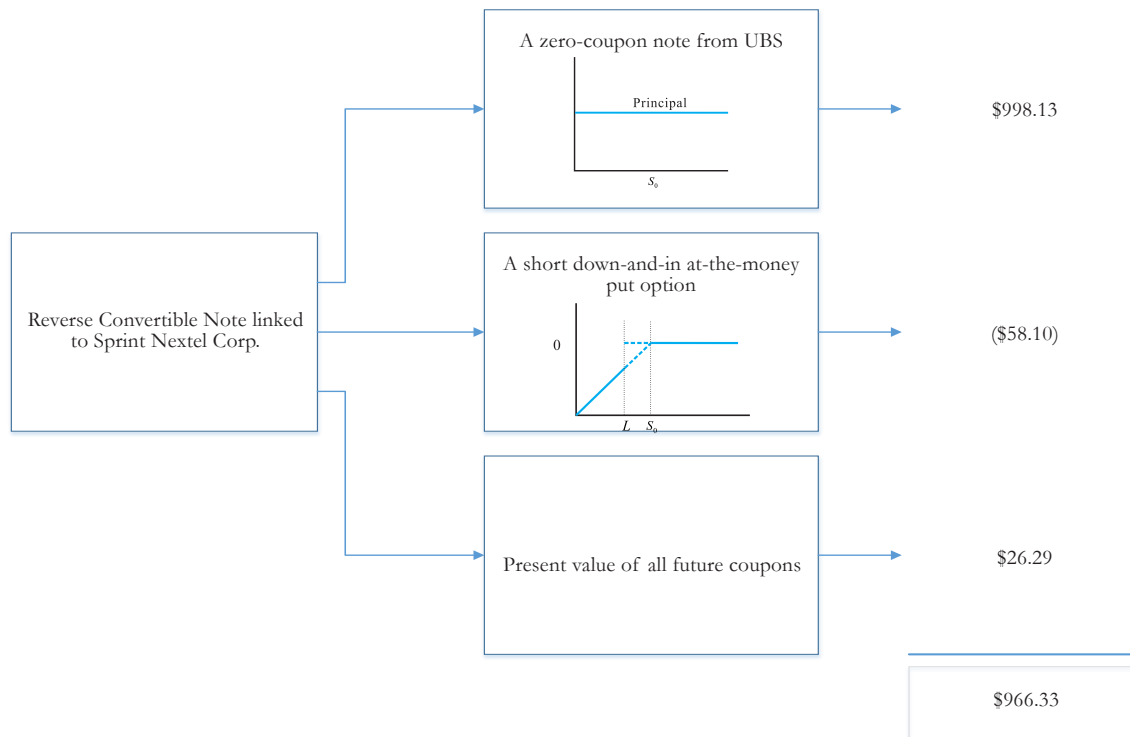 A zero-coupon note from UBS
Principal
S₀
$998.13
Reverse Convertible Note linked
to Sprint Nextel Corp.
A short down-and-in at-the-money
put option
0
L S₀
($58.10)
Present value of all future coupons
$26.29
$966.33